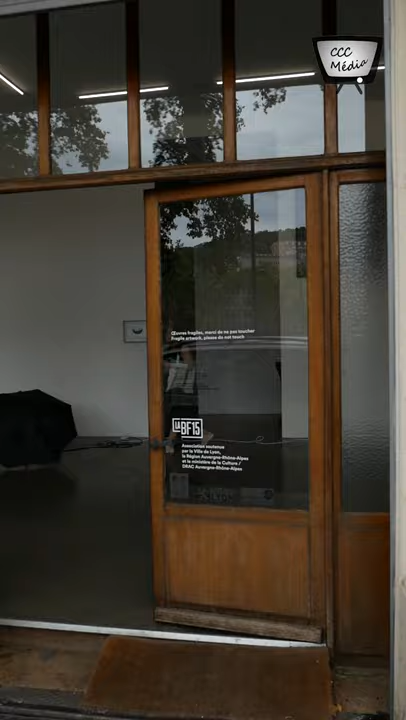 CCC
Média
Œuvres fragiles, merci de ne pas toucher
Fragile artwork, please do not touch
LA BF15
Association soutenue
par la Ville de Lyon,
la Région Auvergne-Rhône-Alpes
et le ministère de la Culture /
DRAC Auvergne-Rhône-Alpes
LYON